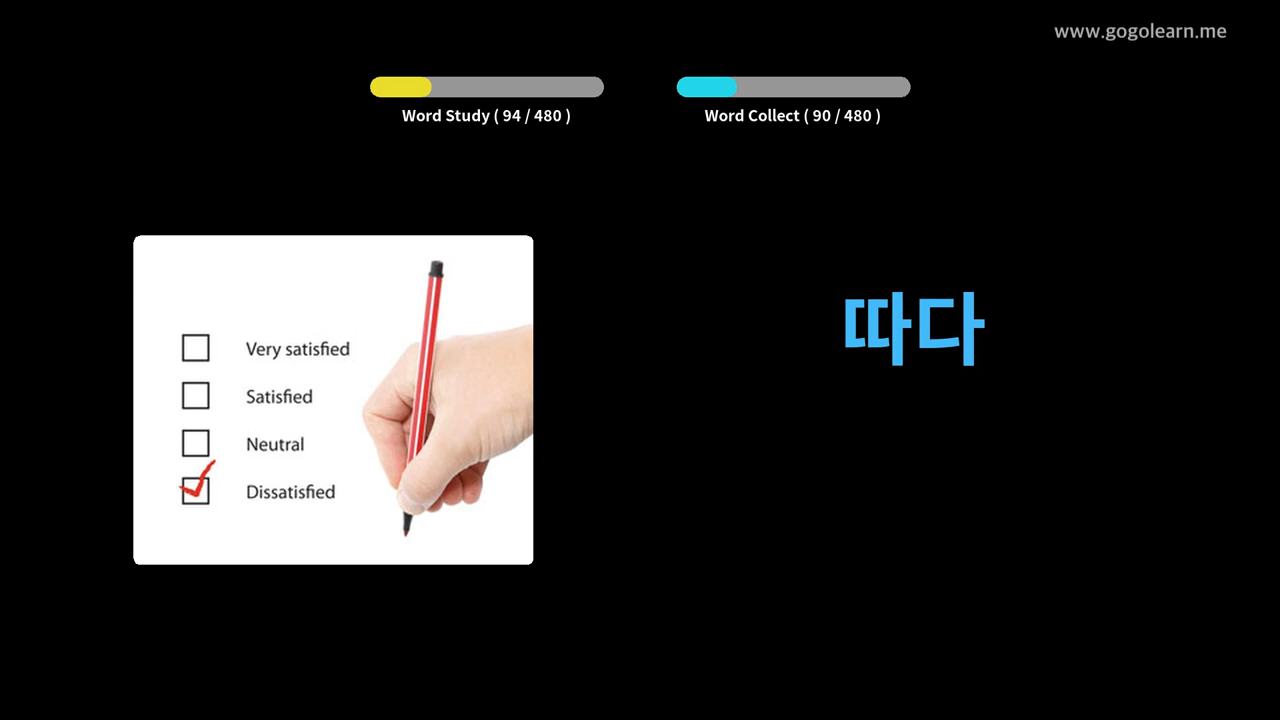 www.gogolearn.me
Word Study ( 94 / 480 )
Word Collect ( 90 / 480 )
Very satisfied
Satisfied
Neutral
Dissatisfied
따다